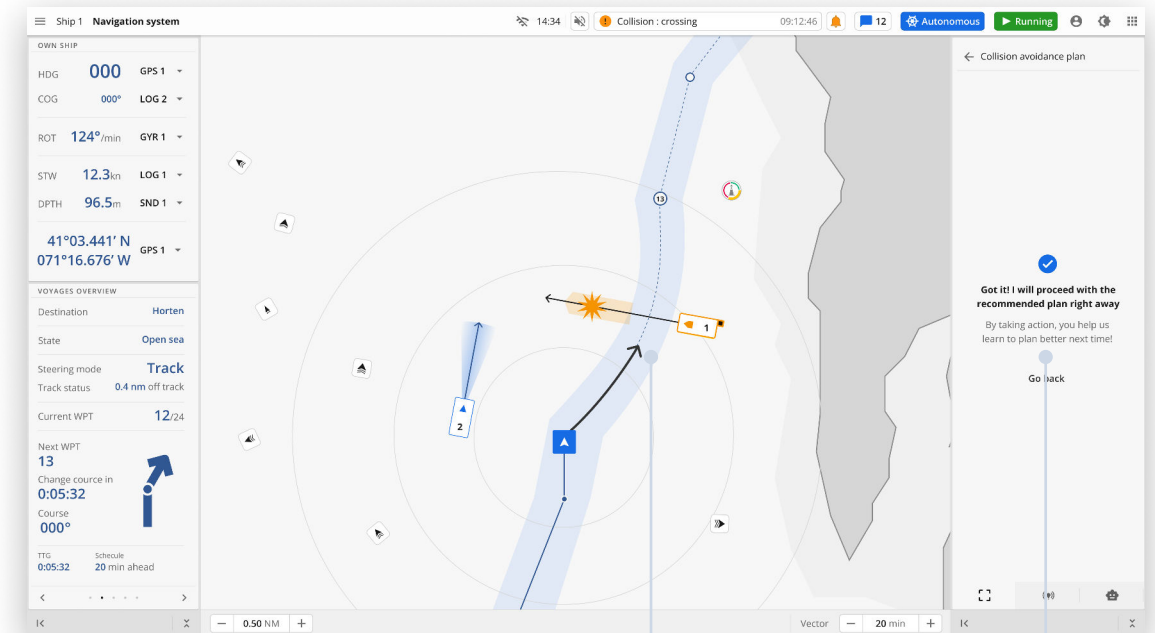 Ship 1 Navigation system
14:34
Collision : crossing 09:12:46
12
Autonomous
Running
OWN SHIP
HDG 000 GPS 1
COG 000° LOG 2
ROT 124°/min GYR 1
STW 12.3kn LOG 1
DPTH 96.5m SND 1
41°03.441′ N
071°16.676′ W
GPS 1
VOYAGES OVERVIEW
Destination Horten
State Open sea
Steering mode Track
Track status 0.4 nm off track
Current WPT 12/24
Next WPT
13
Change cource in
0:05:32
Course
000°
TTG Schecule
0:05:32 20 min ahead
13
1
2
0.50 NM
Vector 20 min
Collision avoidance plan
Got it! I will proceed with the
recommended plan right away
By taking action, you help us
learn to plan better next time!
Go back